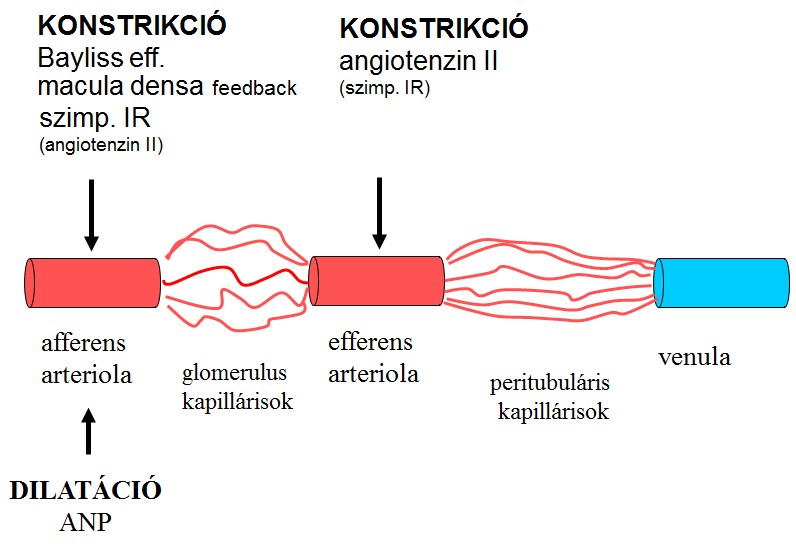 KONSTRIKCIÓ
Bayliss eff.
macula densa feedback
szimp. IR
(angiotenzin II)
KONSTRIKCIÓ
angiotenzin II
(szimp. IR)
afferens
arteriola
glomerulus
kapillárisok
efferens
arteriola
peritubuláris
kapillárisok
venula
DILATÁCIÓ
ANP